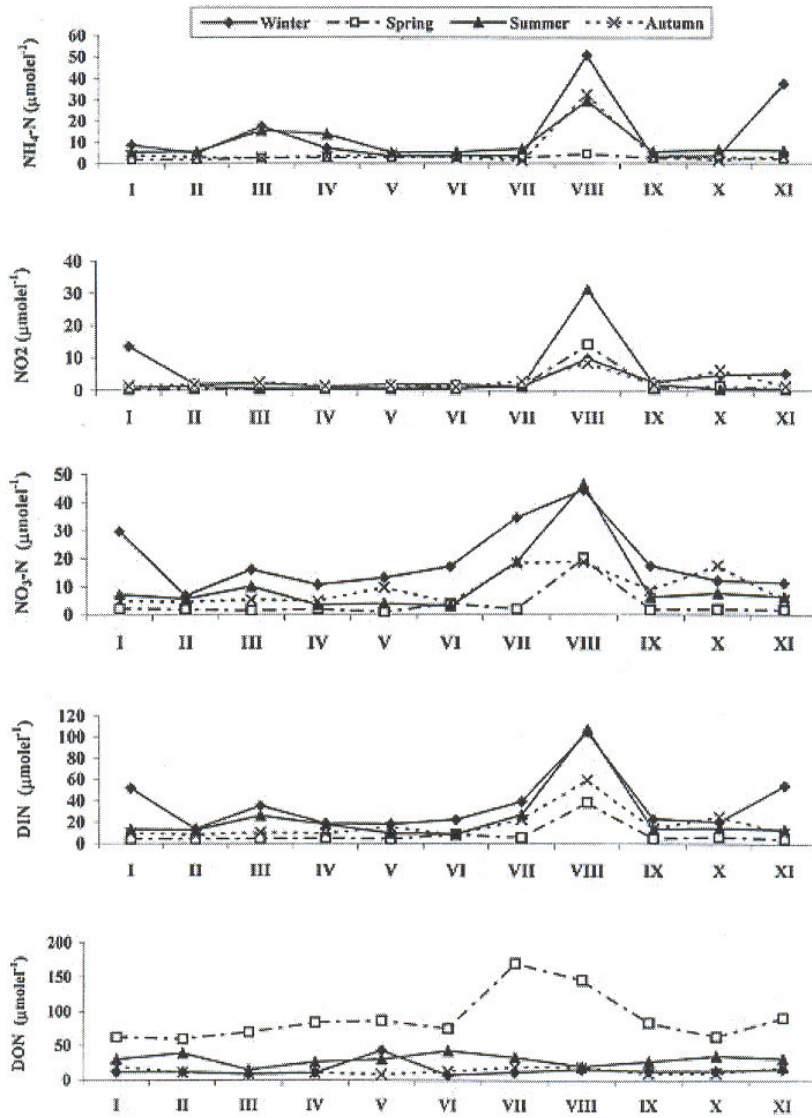 Winter Spring Summer Autumn
NH₄-N (µmolel⁻¹)
60
50
40
30
20
10
0
I II III IV V VI VII VIII IX X XI
NO2 (µmolel⁻¹)
40
30
20
10
0
I II III IV V VI VII VIII IX X XI
NO₃-N (µmolel⁻¹)
50
40
30
20
10
0
I II III IV V VI VII VIII IX X XI
DIN (µmolel⁻¹)
120
100
80
60
40
20
0
I II III IV V VI VII VIII IX X XI
DON (µmolel⁻¹)
200
150
100
50
0
I II III IV V VI VII VIII IX X XI